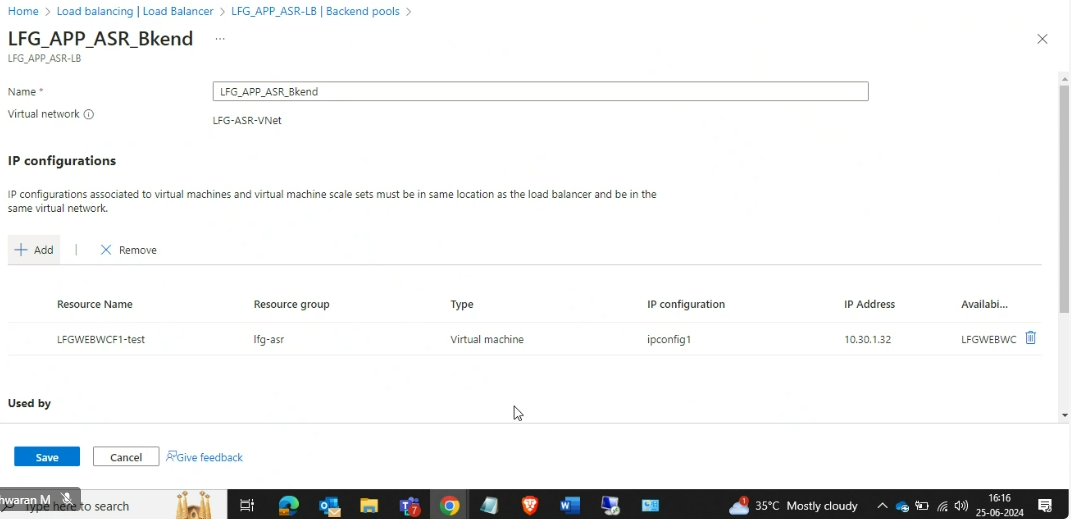 Home > Load balancing | Load Balancer > LFG_APP_ASR-LB | Backend pools >
LFG_APP_ASR_Bkend ...
LFG_APP_ASR-LB
Name *
LFG_APP_ASR_Bkend
Virtual network
LFG-ASR-VNet
IP configurations
IP configurations associated to virtual machines and virtual machine scale sets must be in same location as the load balancer and be in the
same virtual network.
+ Add | Remove
Resource Name Resource group Type IP configuration IP Address Availabi...
LFGWEBWCF1-test lfg-asr Virtual machine ipconfig1 10.30.1.32 LFGWEBWC
Used by
Save Cancel Give feedback
hwaran M
Type here to search
7
1
35°C Mostly cloudy
16:16
25-06-2024